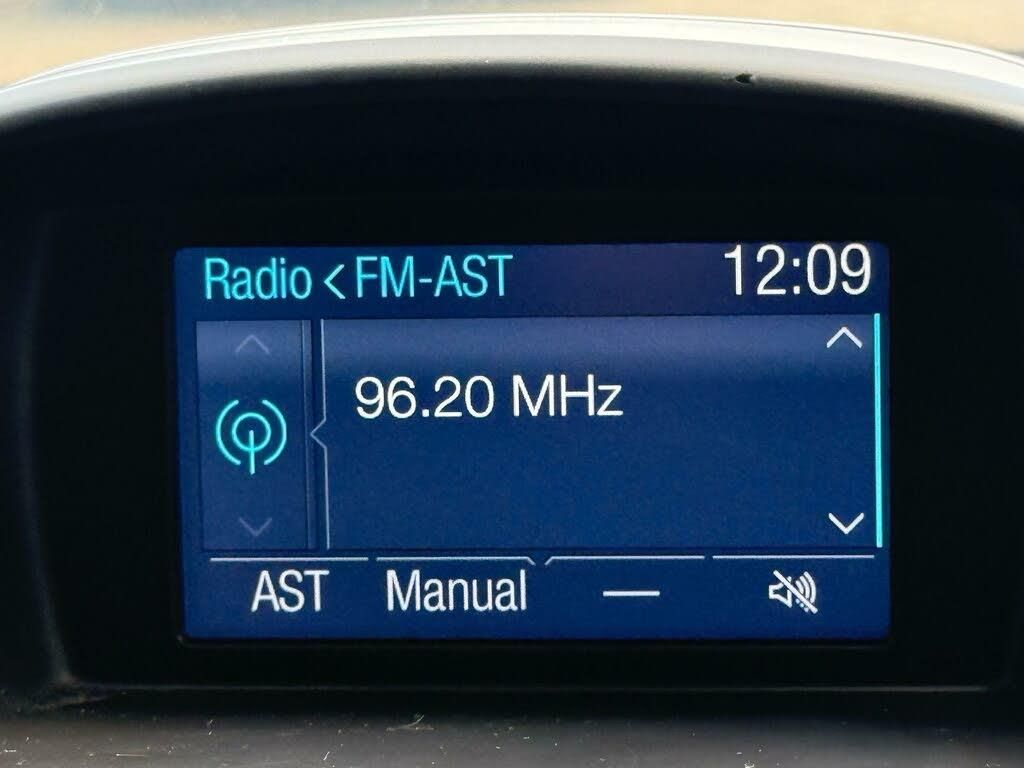 Radio < FM-AST 12:09
96.20 MHz
AST Manual —